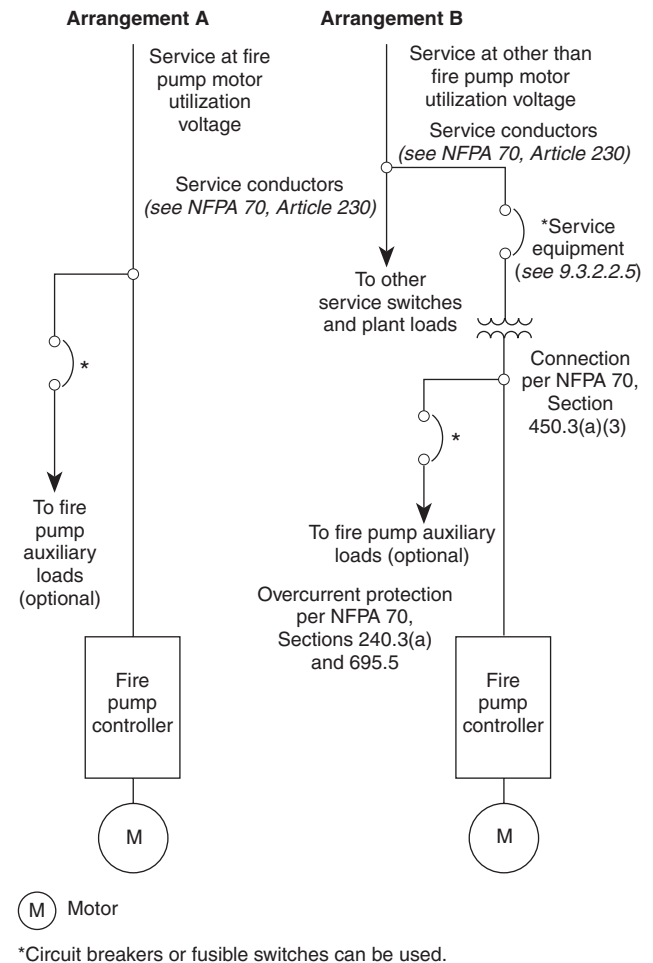 Arrangement A
Service at fire
pump motor
utilization
voltage
Service conductors
(see NFPA 70, Article 230)
*
To fire
pump
auxiliary
loads
(optional)
Fire
pump
controller
M
Arrangement B
Service at other than
fire pump motor
utilization voltage
Service conductors
(see NFPA 70, Article 230)
*Service
equipment
(see 9.3.2.2.5)
To other
service switches
and plant loads
Connection
per NFPA 70,
Section
450.3(a)(3)
*
To fire pump auxiliary
loads (optional)
Overcurrent protection
per NFPA 70,
Sections 240.3(a)
and 695.5
Fire
pump
controller
M
M Motor
*Circuit breakers or fusible switches can be used.